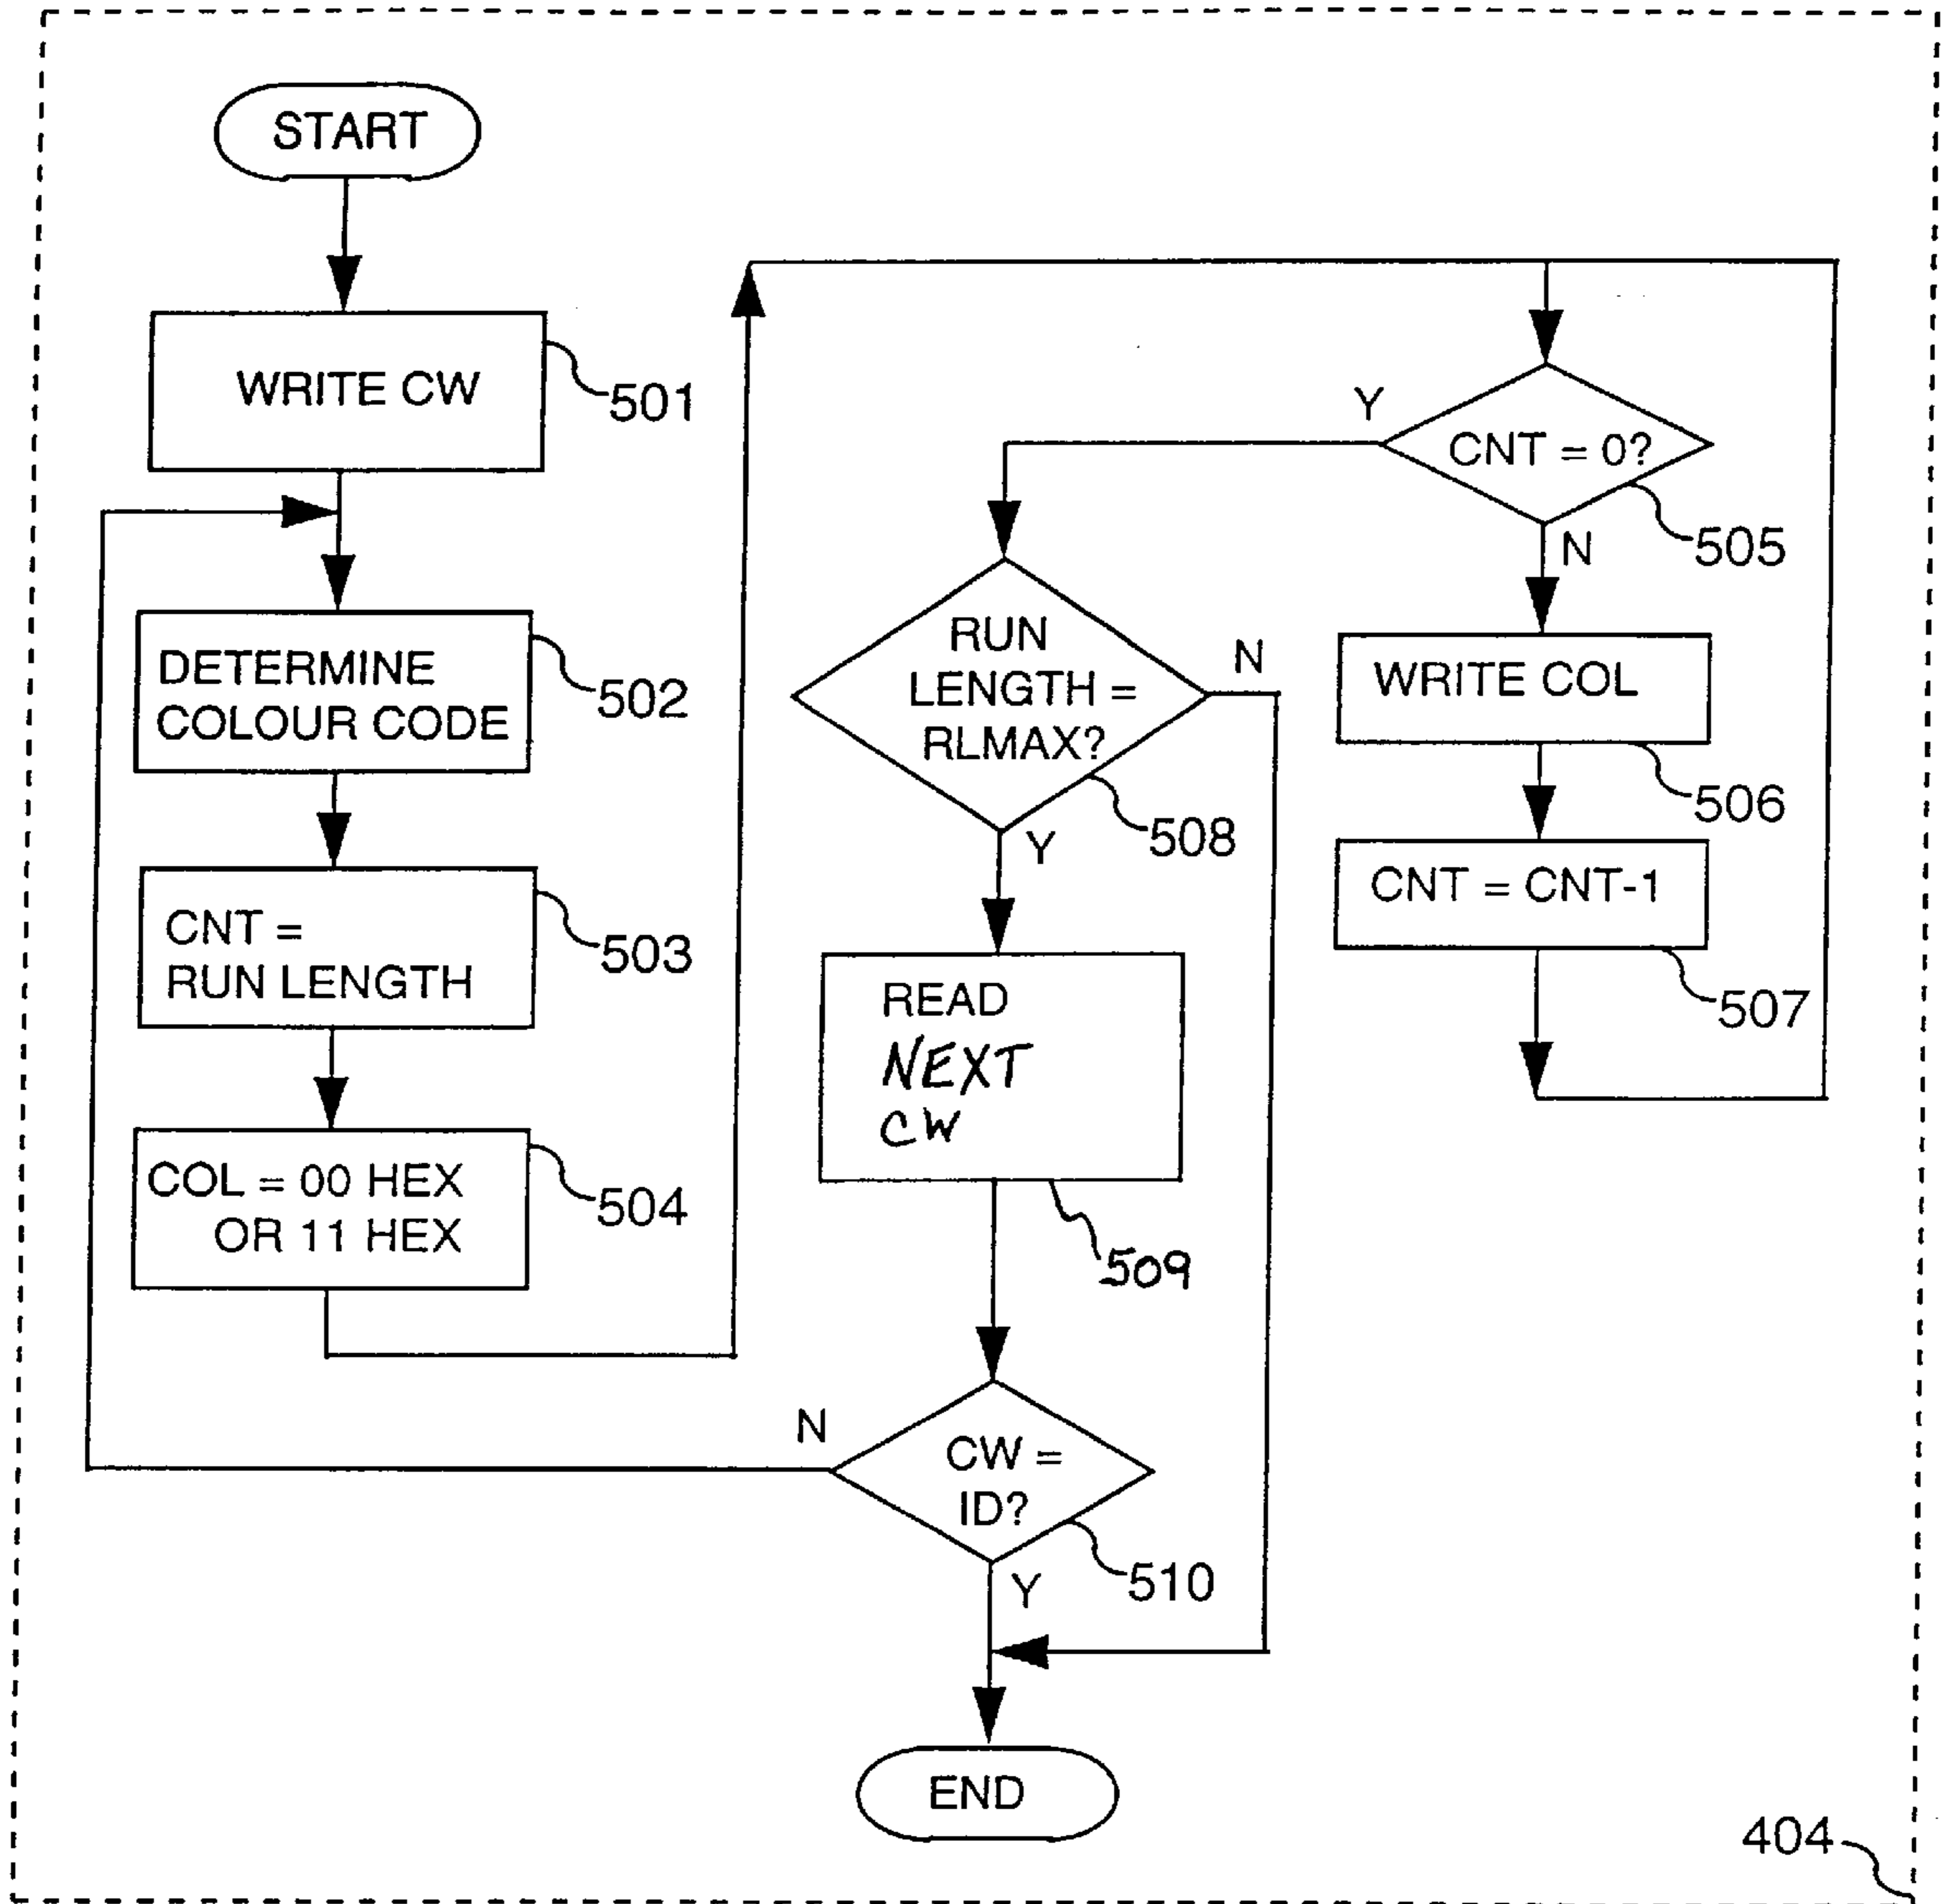 START
WRITE CW
501
DETERMINE
COLOUR CODE
502
CNT =
RUN LENGTH
503
COL = 00 HEX
OR 11 HEX
504
CNT = 0?
Y
N
505
WRITE COL
506
CNT = CNT-1
507
RUN
LENGTH =
RLMAX?
N
Y
508
READ
NEXT
CW
509
CW =
ID?
N
Y
510
END
404